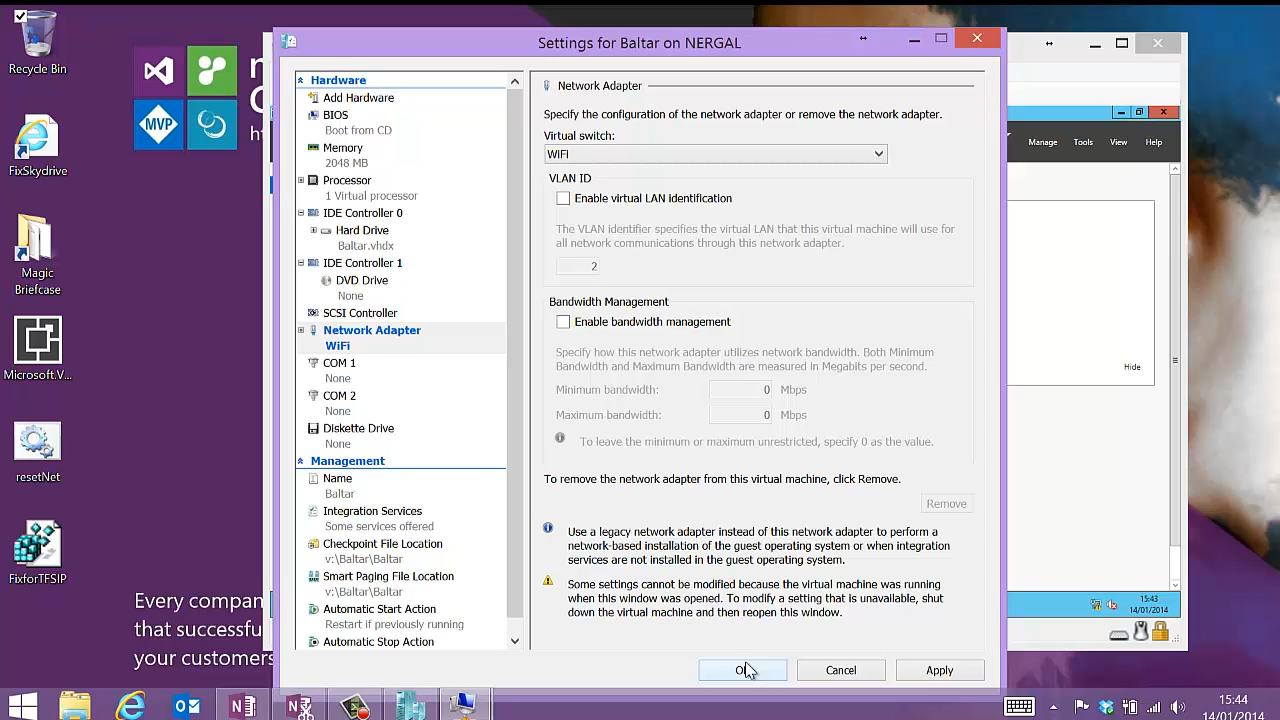 Recycle Bin
FixSkydrive
Magic
Briefcase
Microsoft.V...
resetNet
FixforTFSIP
MVP
Every compan
that successfu
your customers
Settings for Baltar on NERGAL
Hardware
Add Hardware
BIOS
Boot from CD
Memory
2048 MB
Processor
1 Virtual processor
IDE Controller 0
Hard Drive
Baltar.vhdx
IDE Controller 1
DVD Drive
None
SCSI Controller
Network Adapter
WiFi
COM 1
None
COM 2
None
Diskette Drive
None
Management
Name
Baltar
Integration Services
Some services offered
Checkpoint File Location
v:\Baltar\Baltar
Smart Paging File Location
v:\Baltar\Baltar
Automatic Start Action
Restart if previously running
Automatic Stop Action
Network Adapter
Specify the configuration of the network adapter or remove the network adapter.
Virtual switch:
WiFi
VLAN ID
Enable virtual LAN identification
The VLAN identifier specifies the virtual LAN that this virtual machine will use for
all network communications through this network adapter.
2
Bandwidth Management
Enable bandwidth management
Specify how this network adapter utilizes network bandwidth. Both Minimum
Bandwidth and Maximum Bandwidth are measured in Megabits per second.
Minimum bandwidth: 0 Mbps
Maximum bandwidth: 0 Mbps
To leave the minimum or maximum unrestricted, specify 0 as the value.
To remove the network adapter from this virtual machine, click Remove.
Remove
Use a legacy network adapter instead of this network adapter to perform a
network-based installation of the guest operating system or when integration
services are not installed in the guest operating system.
Some settings cannot be modified because the virtual machine was running
when this window was opened. To modify a setting that is unavailable, shut
down the virtual machine and then reopen this window.
Cancel
Apply
Manage Tools View Help
Hide
15:43
14/01/2014
15:44
14/01/2014